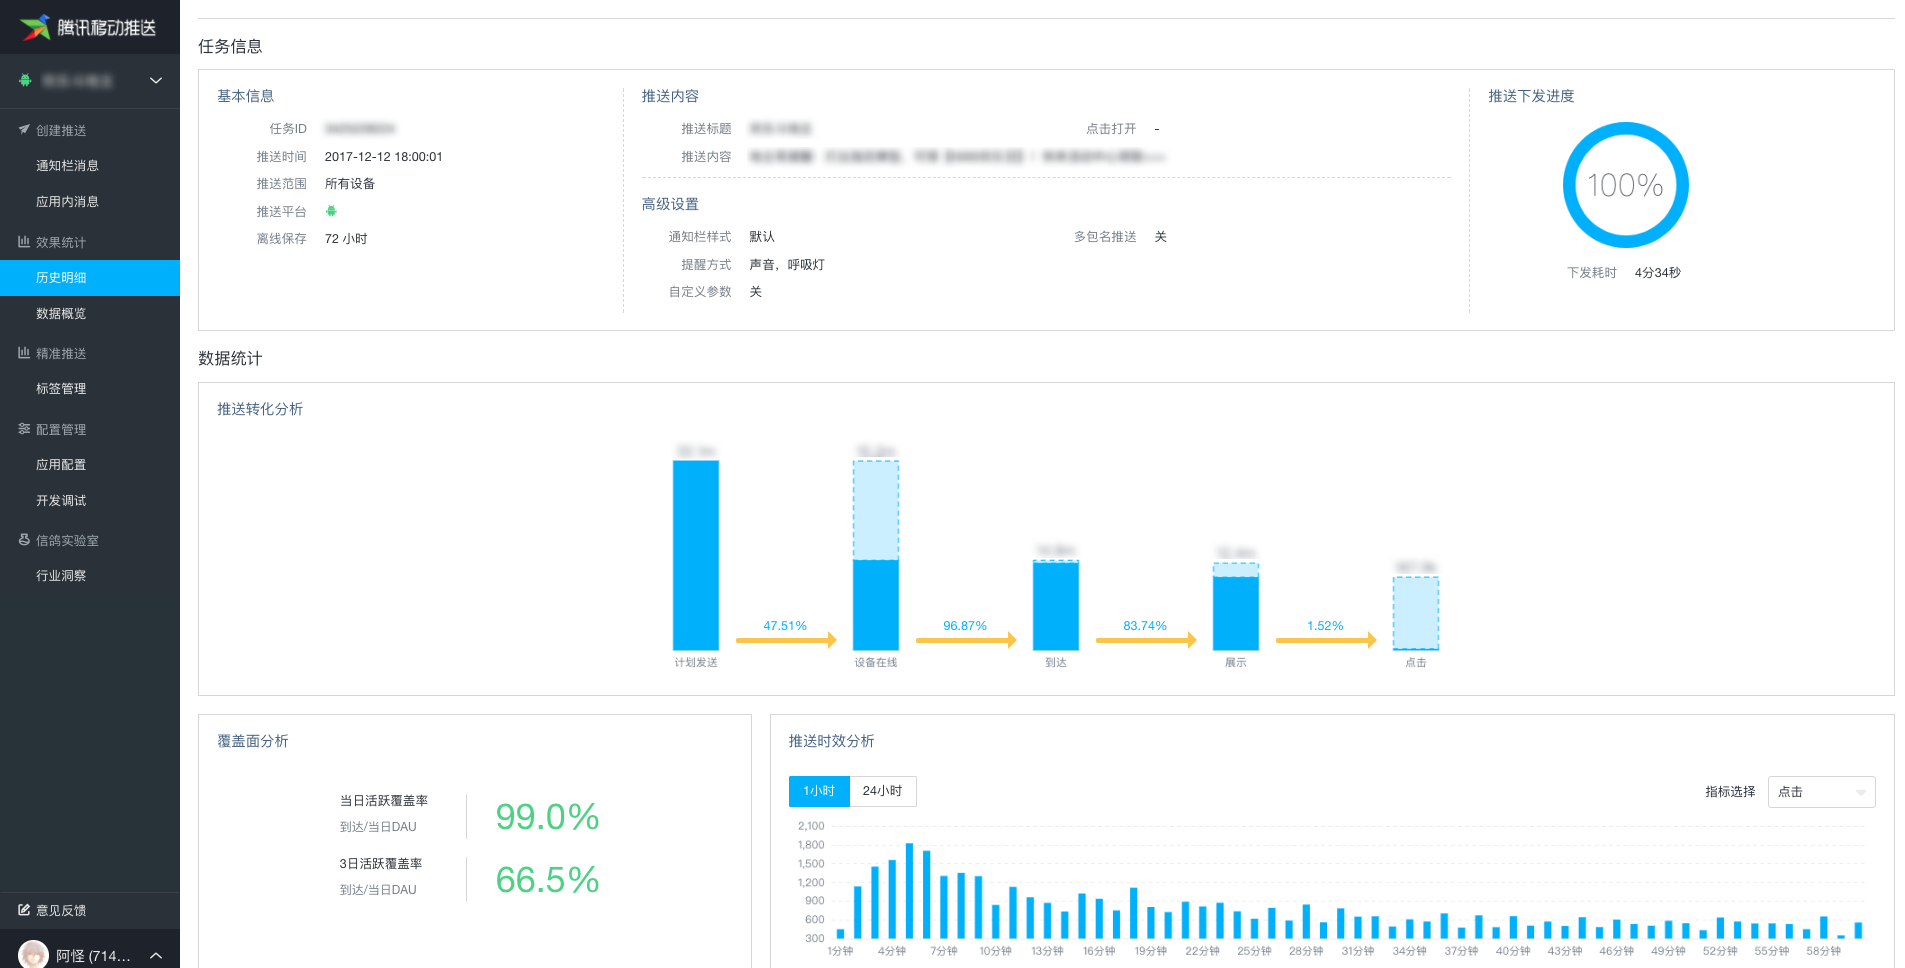 腾讯移动推送
创建推送
通知栏消息
应用内消息
效果统计
历史明细
数据概览
精准推送
标签管理
配置管理
应用配置
开发调试
信鸽实验室
行业洞察
意见反馈
阿怪 (714...
任务信息
基本信息
任务ID
推送时间 2017-12-12 18:00:01
推送范围 所有设备
推送平台
离线保存 72 小时
推送内容
推送标题
点击打开 -
推送内容
高级设置
通知栏样式 默认
多包名推送 关
提醒方式 声音，呼吸灯
自定义参数 关
推送下发进度
100%
下发耗时 4分34秒
数据统计
推送转化分析
47.51% 96.87% 83.74% 1.52%
计划发送 设备在线 到达 展示 点击
覆盖面分析
当日活跃覆盖率
到达/当日DAU
99.0%
3日活跃覆盖率
到达/当日DAU
66.5%
推送时效分析
1小时 24小时
指标选择 点击
2,100
1,800
1,500
1,200
900
600
300
1分钟 4分钟 7分钟 10分钟 13分钟 16分钟 19分钟 22分钟 25分钟 28分钟 31分钟 34分钟 37分钟 40分钟 43分钟 46分钟 49分钟 52分钟 55分钟 58分钟